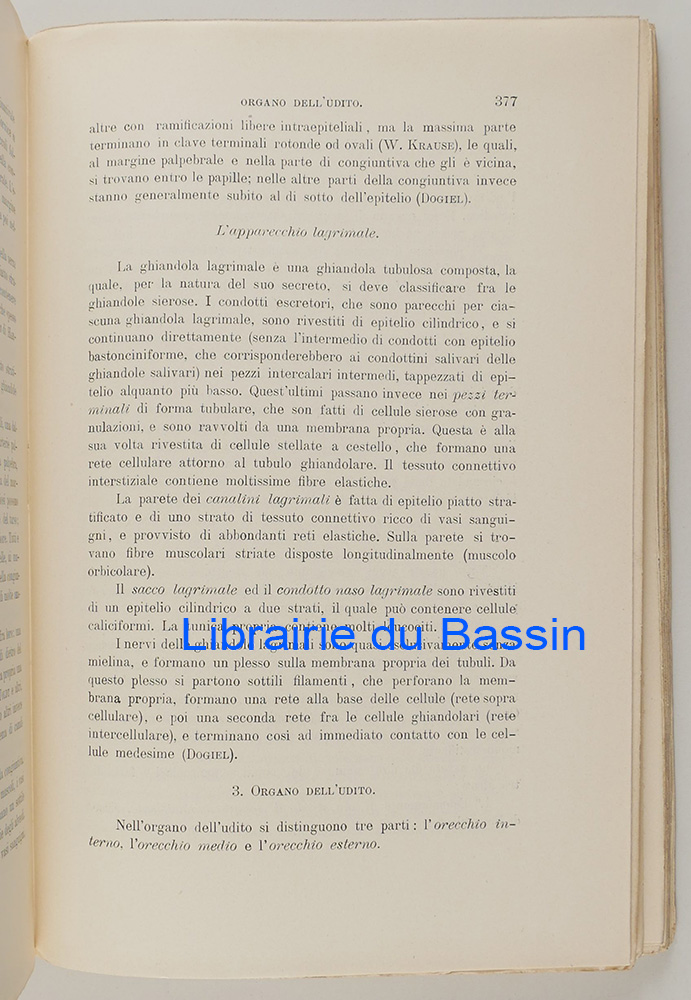 ORGANO DELL'UDITO. 377
altre con ramificazioni libere intraepiteliali, ma la massima parte
terminano in clave terminali rotonde od ovali (W. KRAUSE), le quali,
al margine palpebrale e nella parte di congiuntiva che gli è vicina,
si trovano entro le papille; nelle altre parti della congiuntiva invece
stanno generalmente subito al di sotto dell'epitelio (DOGIEL).
L'apparecchio lagrimale.
La ghiandola lagrimale è una ghiandola tubulosa composta, la
quale, per la natura del suo secreto, si deve classificare fra le
ghiandole sierose. I condotti escretori, che sono parecchi per cia-
scuna ghiandola lagrimale, sono rivestiti di epitelio cilindrico, e si
continuano direttamente (senza l'intermedio di condotti con epitelio
bastonciniforme, che corrisponderebbero ai condottini salivari delle
ghiandole salivari) nei pezzi intercalari intermedi, tappezzati di epi-
telio alquanto più basso. Quest'ultimi passano invece nei pezzi ter-
minali di forma tubulare, che son fatti di cellule sierose con gra-
nulazioni, e sono ravvolti da una membrana propria. Questa è alla
sua volta rivestita di cellule stellate a cestello, che formano una
rete cellulare attorno al tubulo ghiandolare. Il tessuto connettivo
interstiziale contiene moltissime fibre elastiche.
La parete dei canalini lagrimali è fatta di epitelio piatto stra-
tificato e di uno strato di tessuto connettivo ricco di vasi sangui-
gni, e provvisto di abbondanti reti elastiche. Sulla parete si tro-
vano fibre muscolari striate disposte longitudinalmente (muscolo
orbicolare).
Il sacco lagrimale ed il condotto naso lagrimale sono rivestiti
di un epitelio cilindrico a due strati, il quale può contenere cellule
caliciformi. La tunica propria contiene molti leucociti.
Librairie du Bassin
I nervi delle ghiandole lagrimali sono quasi esclusivamente senza
mielina, e formano un plesso sulla membrana propria dei tubuli. Da
questo plesso si partono sottili filamenti, che perforano la mem-
brana propria, formano una rete alla base delle cellule (rete sopra
cellulare), e poi una seconda rete fra le cellule ghiandolari (rete
intercellulare), e terminano così ad immediato contatto con le cel-
lule medesime (DOGIEL).
3. ORGANO DELL'UDITO.
Nell'organo dell'udito si distinguono tre parti: l'orecchio in-
terno, l'orecchio medio e l'orecchio esterno.